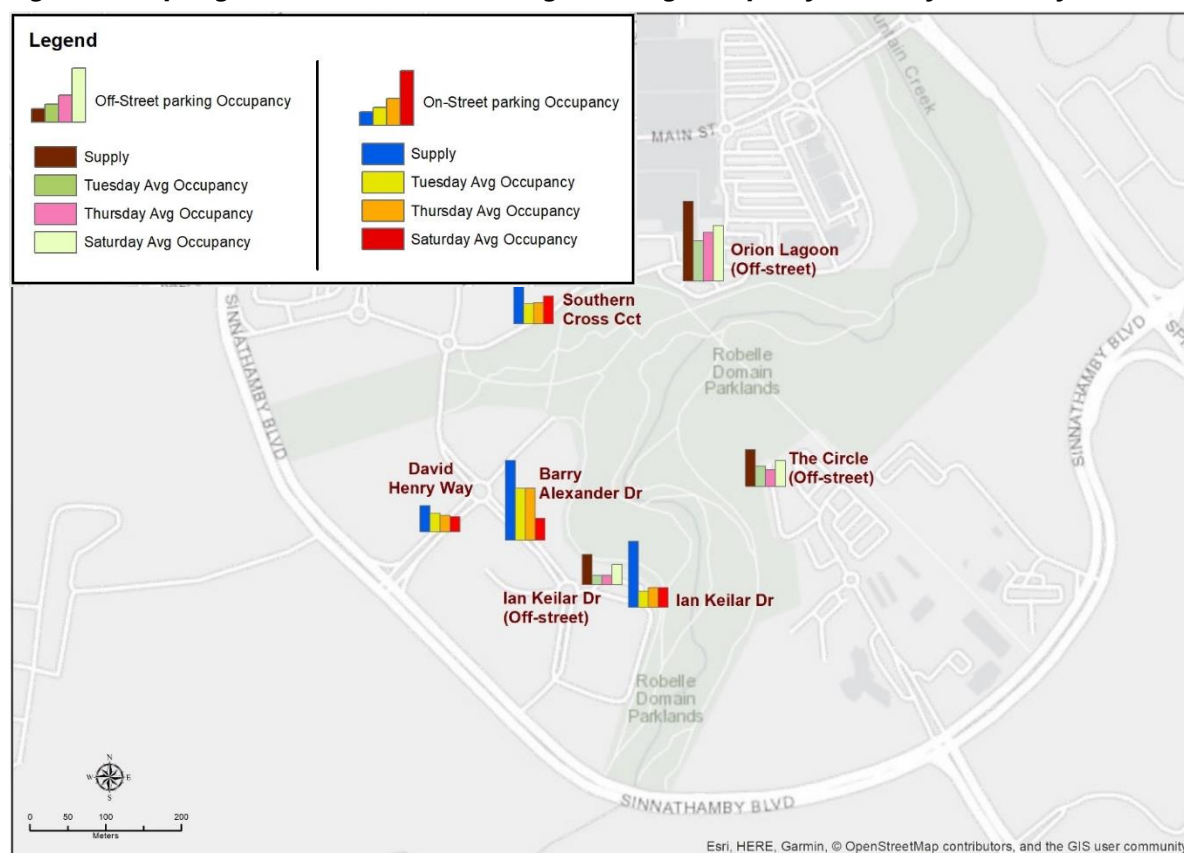 Legend
Off-Street parking Occupancy
Supply
Tuesday Avg Occupancy
Thursday Avg Occupancy
Saturday Avg Occupancy
On-Street parking Occupancy
Supply
Tuesday Avg Occupancy
Thursday Avg Occupancy
Saturday Avg Occupancy
MAIN ST
Creek
Orion Lagoon
(Off-street)
Southern
Cross Cct
SINNATHAMBY BLVD
Robelle
Domain
Parklands
SINNATHAMBY BLVD
David
Henry Way
Barry
Alexander Dr
The Circle
(Off-street)
Ian Keilar Dr
(Off-street)
Ian Keilar Dr
Robelle
Domain
Parklands
SINNATHAMBY BLVD
N
W
E
S
0 50 100 200
Meters
Esri, HERE, Garmin, © OpenStreetMap contributors, and the GIS user community